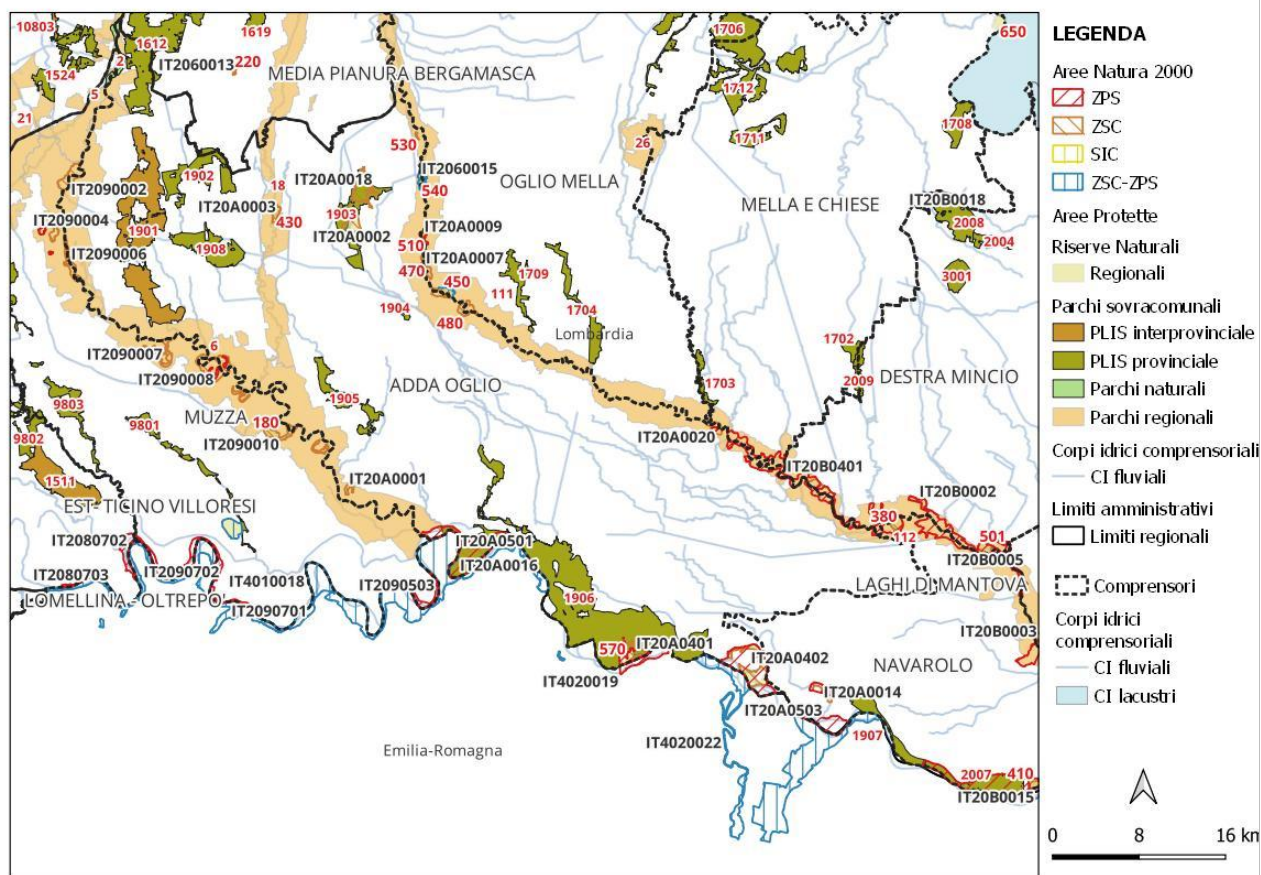 10803
1612
1619
1706
650
2
IT2060013
220
1524
MEDIA PIANURA BERGAMASCA
1712
5
21
1711
1708
530
26
IT2060015
1902
IT20A0018
OGLIO MELLA
IT2090002
18
540
MELLA E CHIESE
IT20B0018
IT20A0003
1903
IT2090004
430
IT20A0009
2008
1901
IT20A0002
510
2004
IT2090006
1908
IT20A0007
470
450
1709
3001
111
1904
1704
480
Lombardia
1702
IT2090007
6
IT2090008
ADDA OGLIO
1703
2009
DESTRA MINCIO
9803
1905
MUZZA
9801
180
9802
IT2090010
IT20A0020
IT20B0401
1511
IT20A0001
IT20B0002
EST- TICINO VILLORESI
380
501
IT2080702
IT20A0501
112
IT20B0005
IT20A0016
IT2080703
IT2090702
IT4010018
IT2090503
LAGHI DI MANTOVA
LOMELLINA - OLTREPO
IT2090701
1906
IT20B0003
570
IT20A0401
IT20A0402
NAVAROLO
IT4020019
IT20A0503
IT20A0014
IT4020022
1907
Emilia-Romagna
2007
410
IT20B0015
LEGENDA
Aree Natura 2000
ZPS
ZSC
SIC
ZSC-ZPS
Aree Protette
Riserve Naturali
Regionali
Parchi sovracomunali
PLIS interprovinciale
PLIS provinciale
Parchi naturali
Parchi regionali
Corpi idrici comprensoriali
CI fluviali
Limiti amministrativi
Limiti regionali
Comprensori
Corpi idrici
comprensoriali
CI fluviali
CI lacustri
0 8 16 km